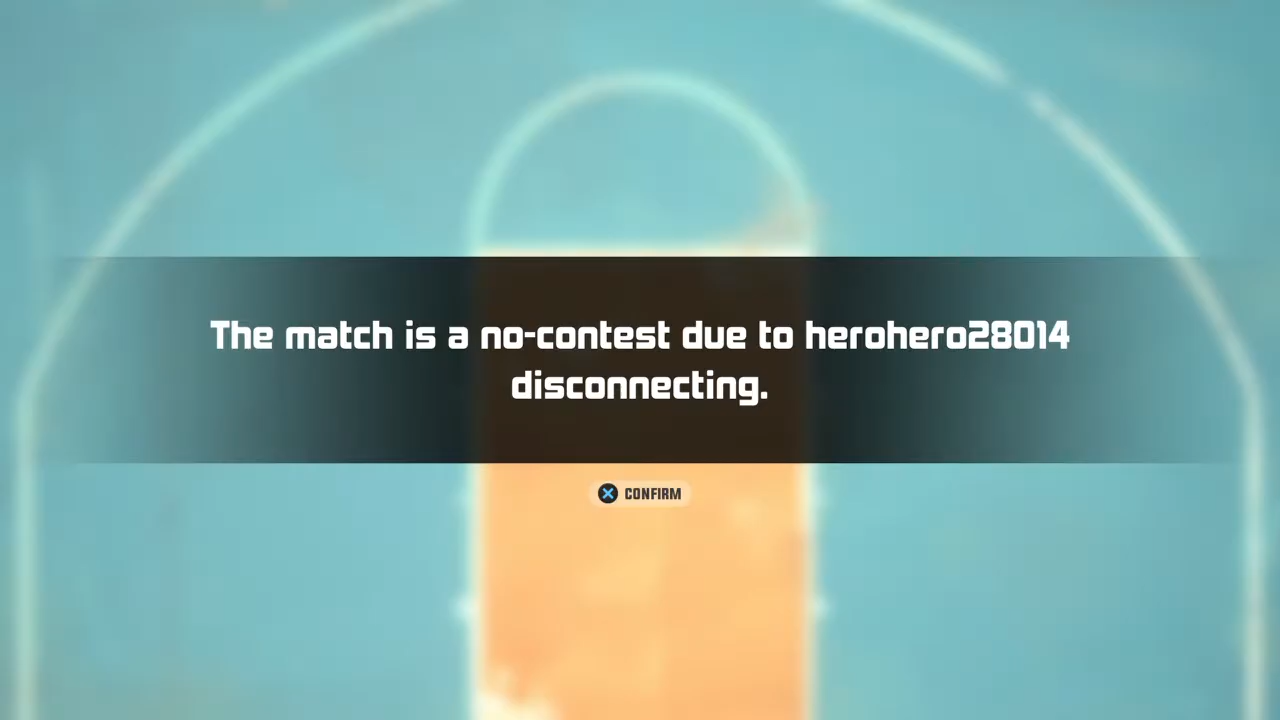 The match is a no-contest due to herohero28014
disconnecting.
CONFIRM